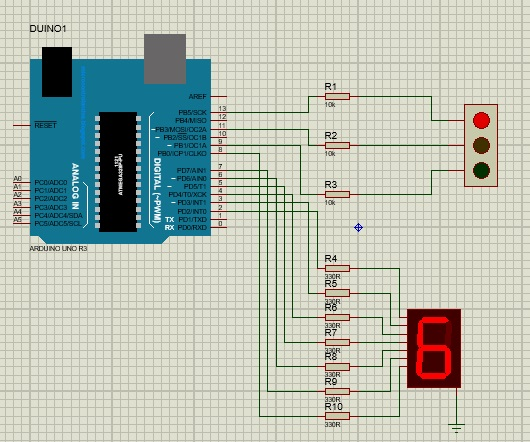 DUINO1
AREF
RESET
13
PB5/SCK
12
PB4/MISO
11
~PB3/MOSI/OC2A
10
~PB2/SS/OC1B
9
~PB1/OC1A
8
PB0/ICP1/CLKO
7
PD7/AIN1
6
~PD6/AIN0
5
~PD5/T1
4
PD4/T0/XCK
3
~PD3/INT1
2
PD2/INT0
1
TX
PD1/TXD
0
RX
PD0/RXD
DIGITAL (~PWM)
ANALOG IN
A0
PC0/ADC0
A1
PC1/ADC1
A2
PC2/ADC2
A3
PC3/ADC3
A4
PC4/ADC4/SDA
A5
PC5/ADC5/SCL
ARDUINO UNO R3
R1
10k
R2
10k
R3
10k
R4
330R
R5
330R
R6
330R
R7
330R
R8
330R
R9
330R
R10
330R
6